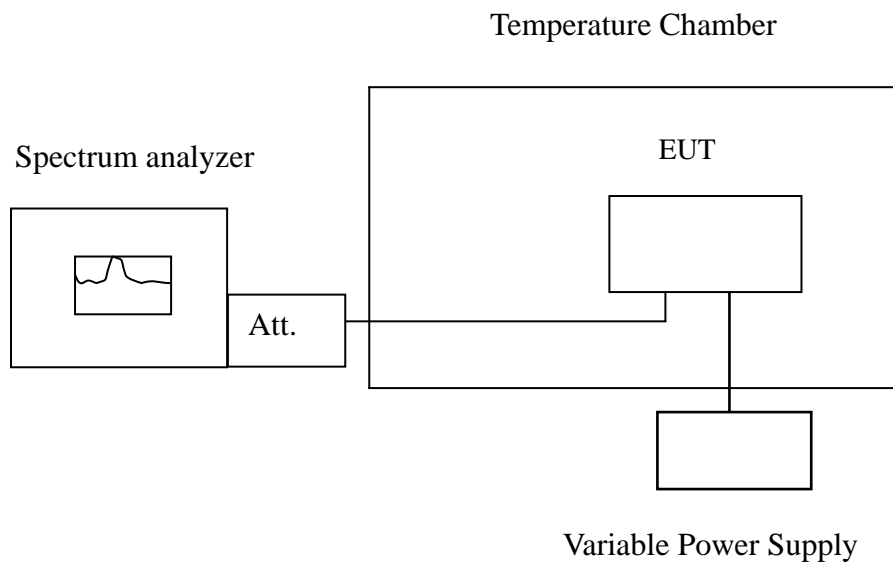 Temperature Chamber
Spectrum analyzer
EUT
Att.
Variable Power Supply